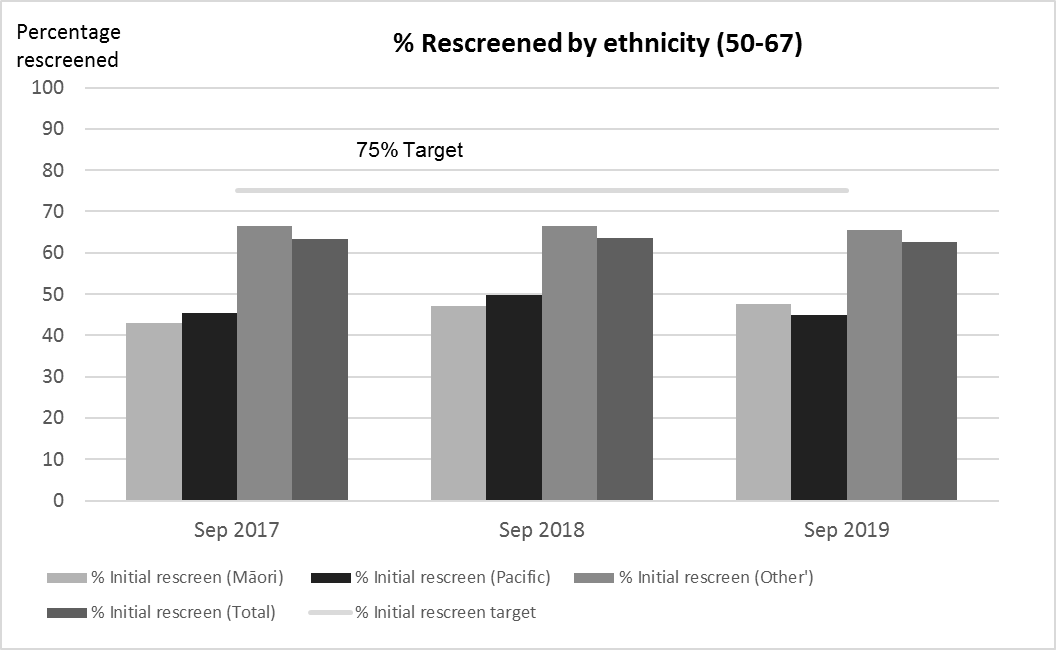 Percentage
rescreened
% Rescreened by ethnicity (50-67)
100
90
80
70
60
50
40
30
20
10
0
75% Target
Sep 2017
Sep 2018
Sep 2019
% Initial rescreen (Māori)
% Initial rescreen (Pacific)
% Initial rescreen (Other')
% Initial rescreen (Total)
% Initial rescreen target